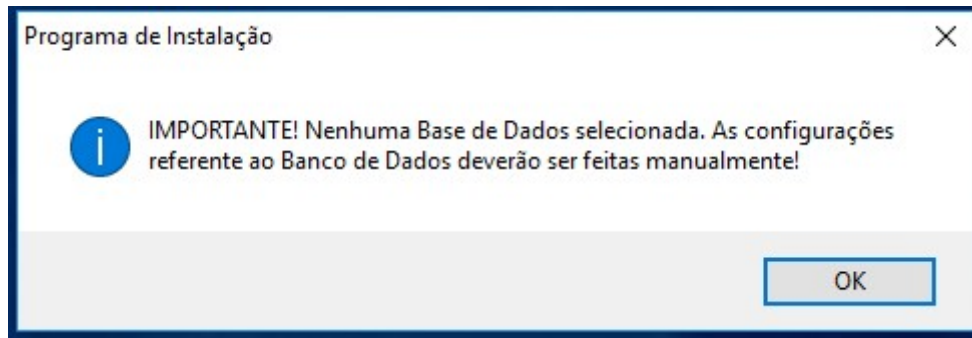 Programa de Instalação
IMPORTANTE! Nenhuma Base de Dados selecionada. As configurações
referente ao Banco de Dados deverão ser feitas manualmente!
OK